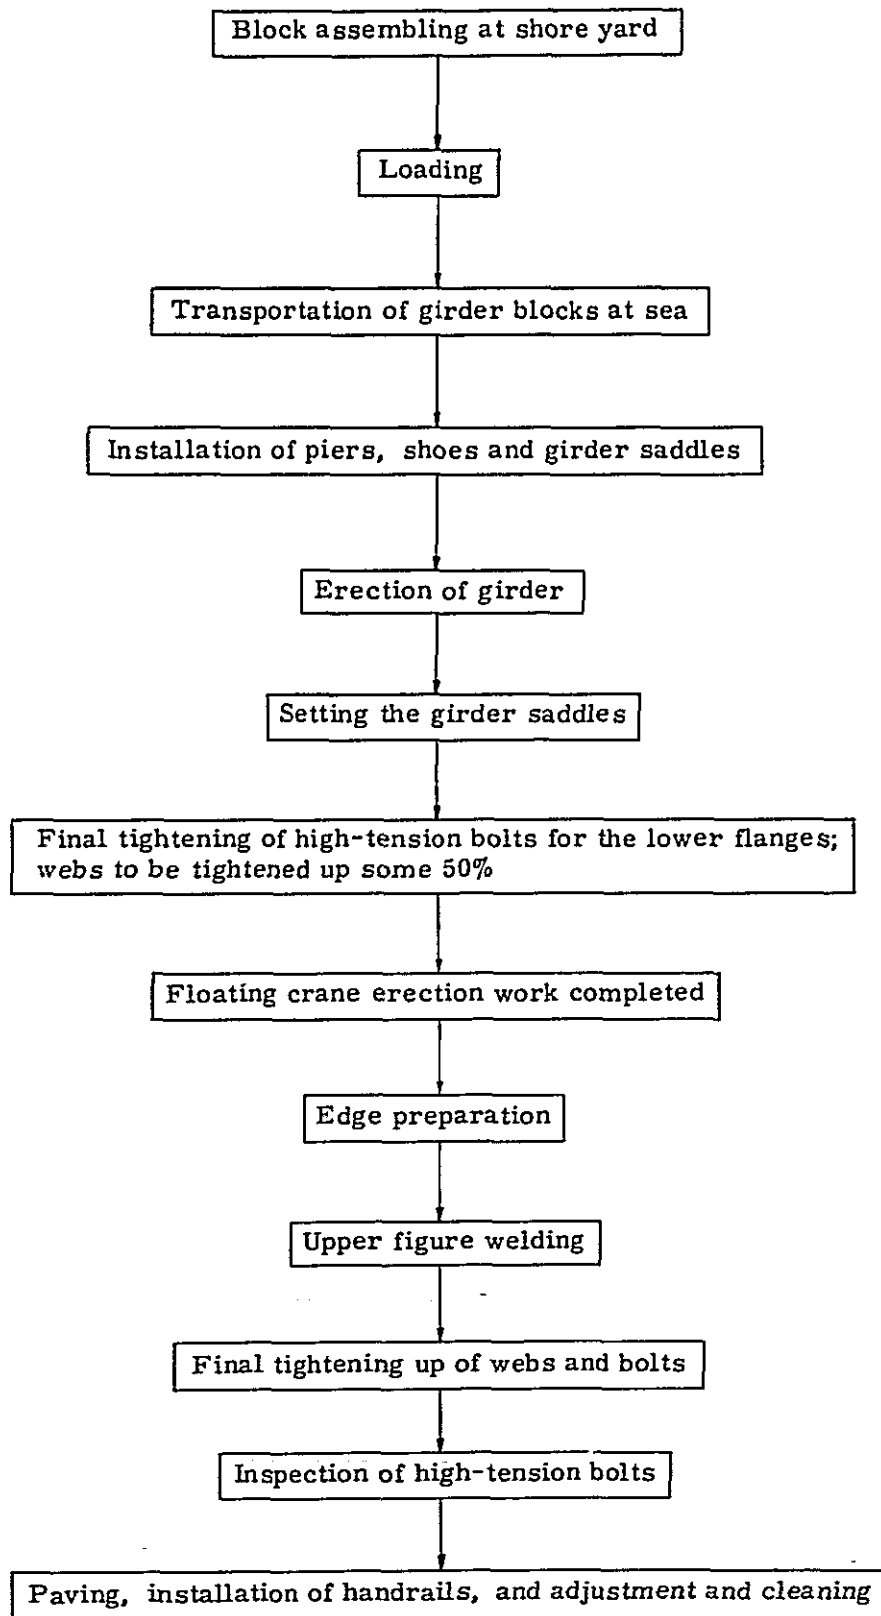 Block assembling at shore yard
Loading
Transportation of girder blocks at sea
Installation of piers, shoes and girder saddles
Erection of girder
Setting the girder saddles
Final tightening of high-tension bolts for the lower flanges;
webs to be tightened up some 50%
Floating crane erection work completed
Edge preparation
Upper figure welding
Final tightening up of webs and bolts
Inspection of high-tension bolts
Paving, installation of handrails, and adjustment and cleaning